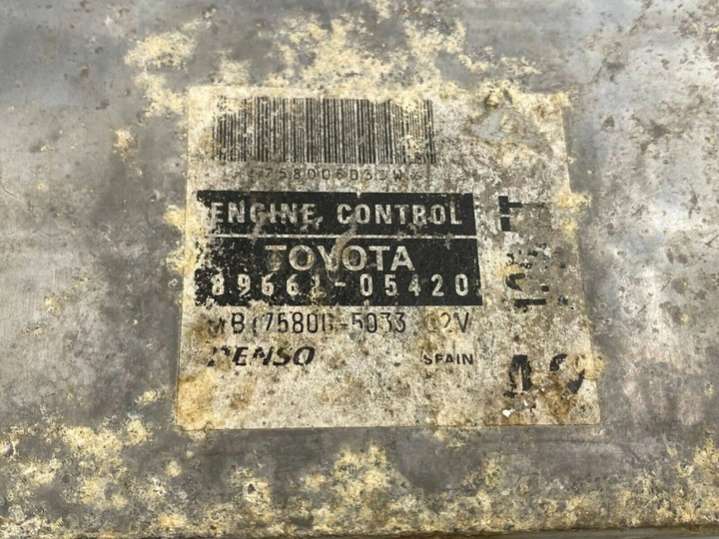 ENGINE CONTROL
TOYOTA
89661-05420
MB175800-5033 12V
DENSO
SPAIN